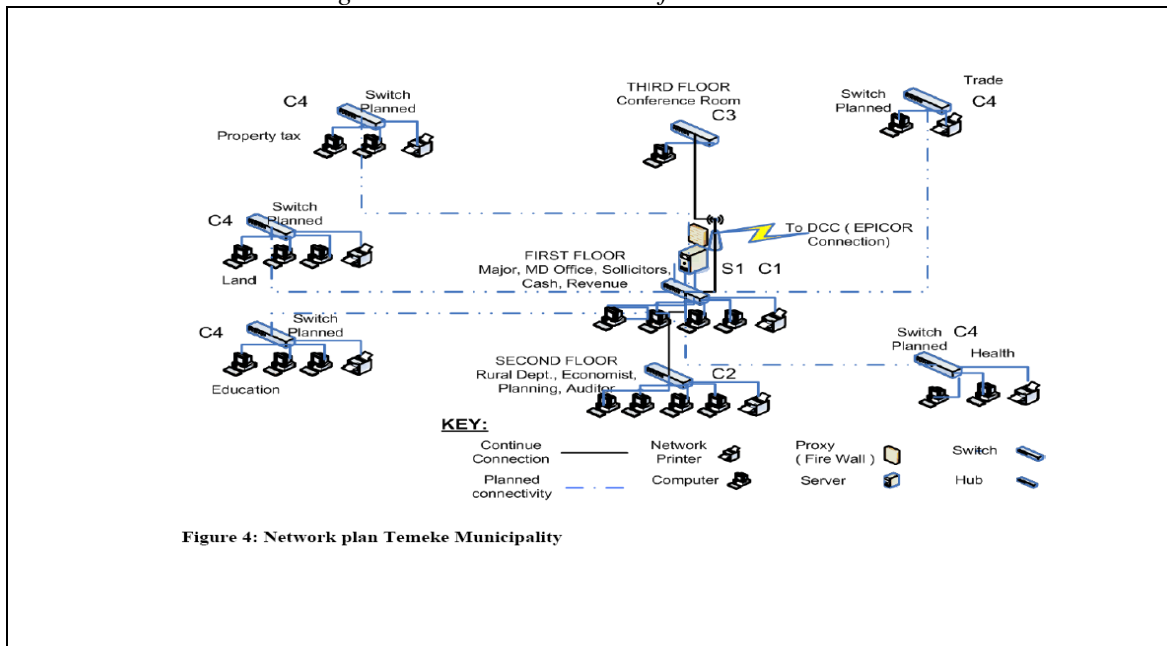 Switch
C4
Planned
Property tax
THIRD FLOOR
Conference Room
C3
Trade
Switch
Planned
C4
Switch
C4
Planned
Land
To DCC ( EPICOR
Connection)
FIRST FLOOR
Major, MD Office, Sollicitors,
Cash, Revenue
S1 C1
C4
Switch
Planned
Education
SECOND FLOOR
Rural Dept., Economist,
Planning, Auditor
C2
Switch
C4
Planned
Health
KEY:
Continue
Connection
Network
Printer
Proxy
( Fire Wall )
Switch
Planned
connectivity
Computer
Server
Hub
Figure 4: Network plan Temeke Municipality